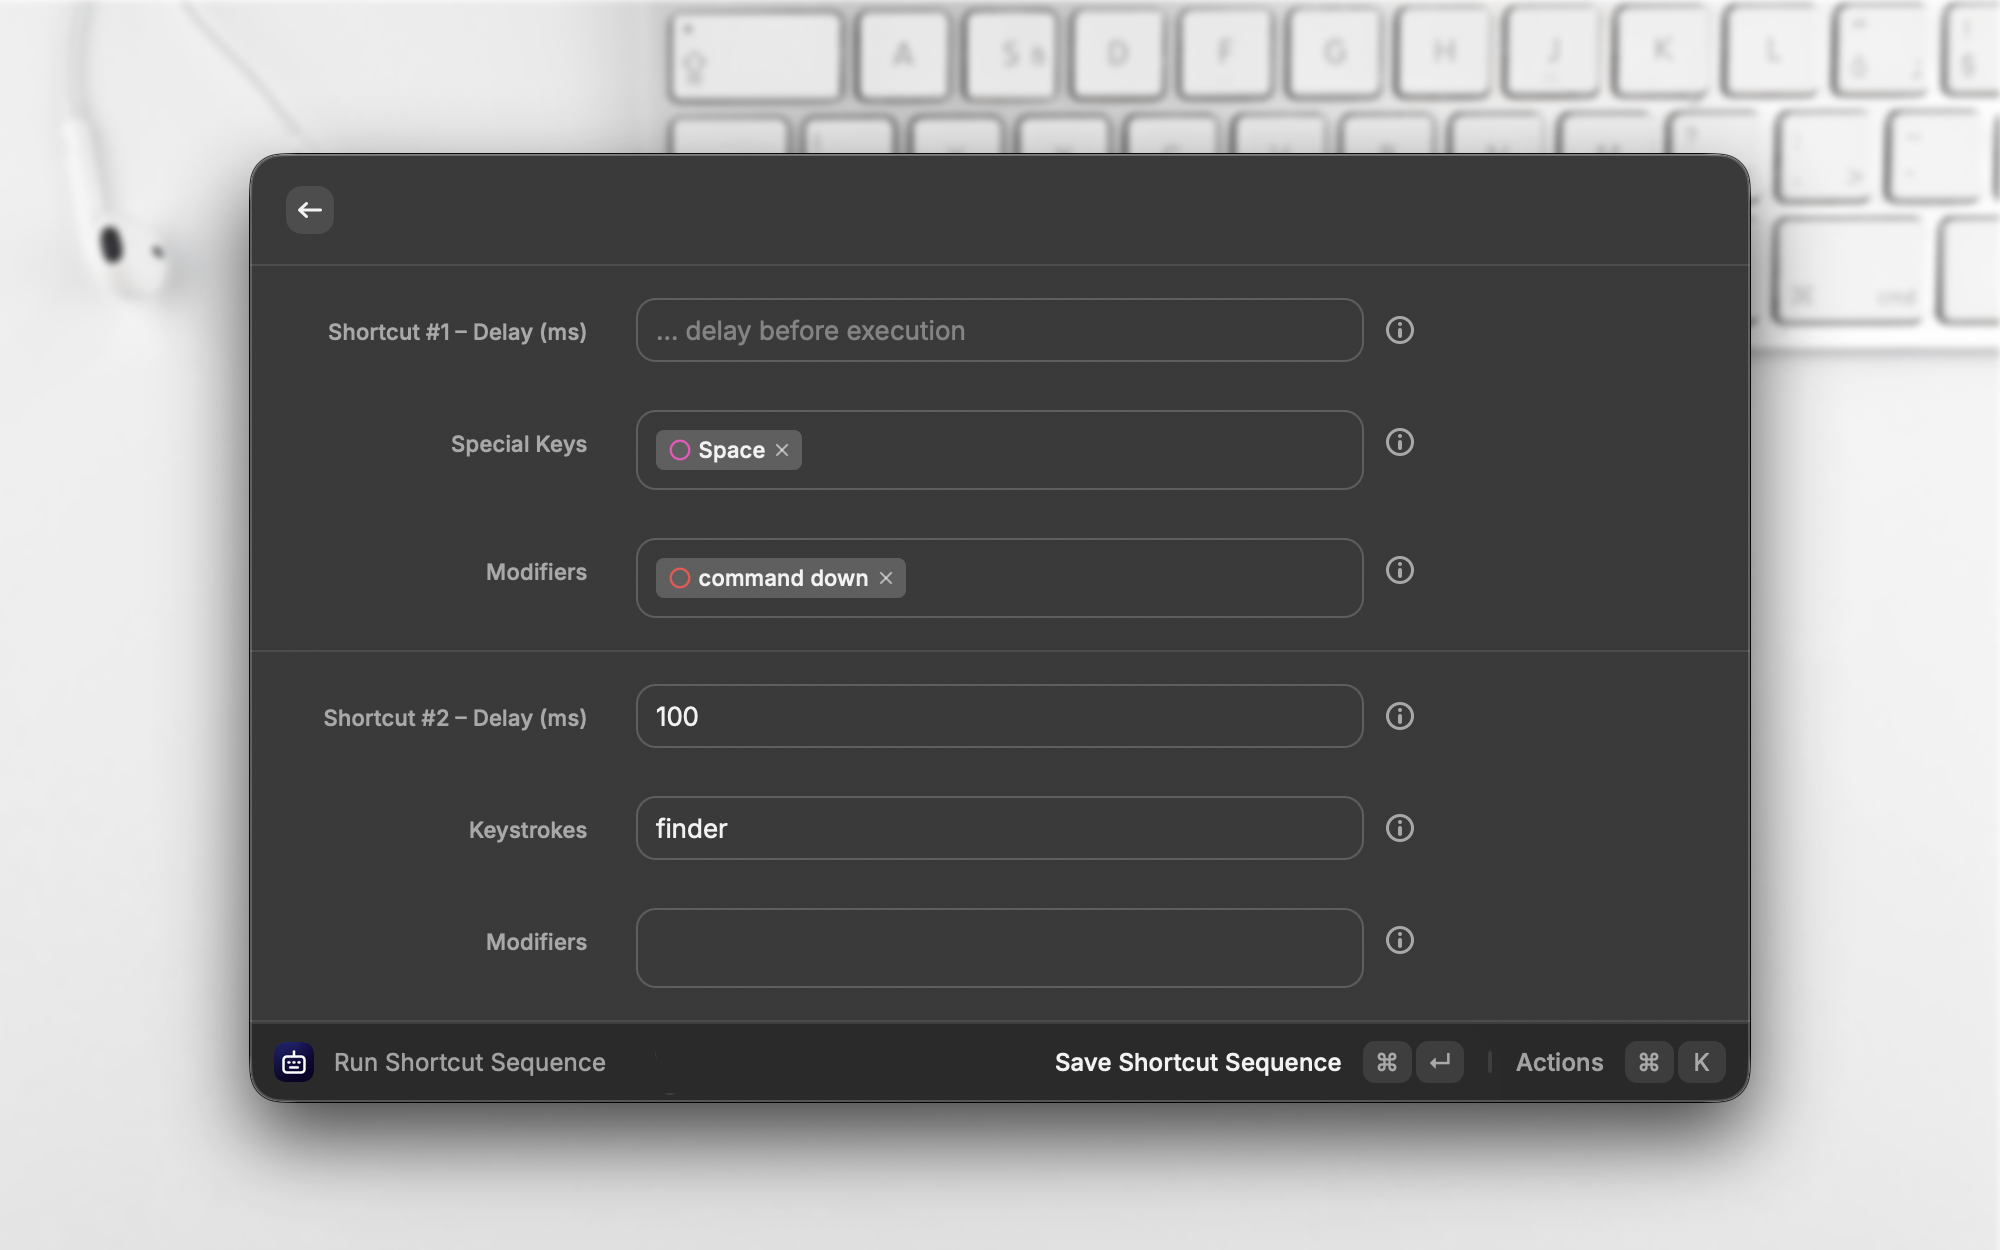 A
S
D
F
G
H
J
K
L
cmd
Shortcut #1 – Delay (ms)
... delay before execution
Special Keys
Space ×
Modifiers
command down ×
Shortcut #2 – Delay (ms)
100
Keystrokes
finder
Modifiers
Run Shortcut Sequence
Save Shortcut Sequence ⌘ ↵
Actions ⌘ K